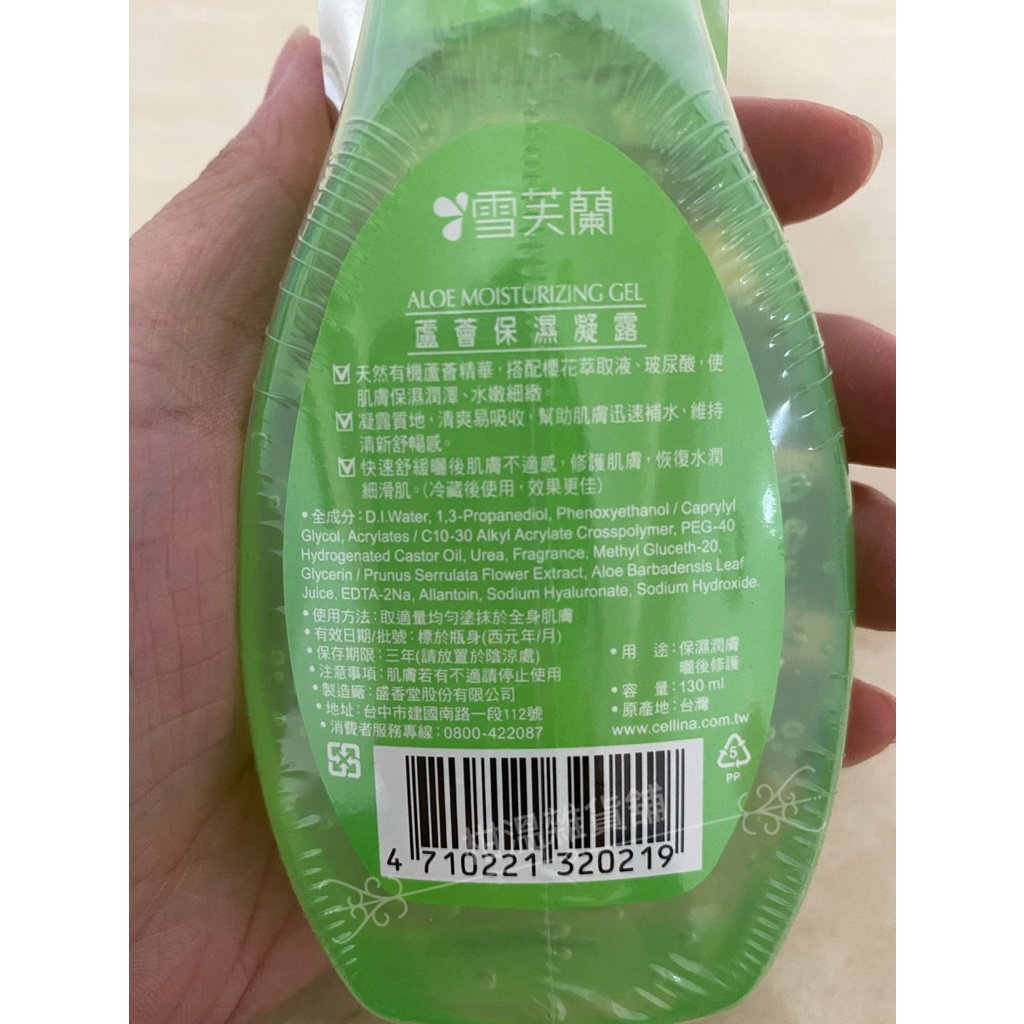 雪芙蘭
ALOE MOISTURIZING GEL
蘆薈保濕凝露
天然有機蘆薈精華，搭配櫻花萃取液、玻尿酸，使
肌膚保濕潤澤、水嫩細緻。
凝露質地，清爽易吸收，幫助肌膚迅速補水，維持
清新舒暢感。
快速舒緩曬後肌膚不適感，修護肌膚，恢復水潤
細滑肌。(冷藏後使用，效果更佳)
•全成分：D.I.Water, 1,3-Propanediol, Phenoxyethanol / Caprylyl
Glycol, Acrylates / C10-30 Alkyl Acrylate Crosspolymer, PEG-40
Hydrogenated Castor Oil, Urea, Fragrance, Methyl Gluceth-20,
Glycerin / Prunus Serrulata Flower Extract, Aloe Barbadensis Leaf
Juice, EDTA-2Na, Allantoin, Sodium Hyaluronate, Sodium Hydroxide.
•使用方法：取適量均勻塗抹於全身肌膚
•有效日期/批號：標於瓶身(西元年/月)
•保存期限：三年(請放置於陰涼處)
•注意事項：肌膚若有不適請停止使用
•製造廠：盛香堂股份有限公司
•地址：台中市建國南路一段112號
•消費者服務專線：0800-422087
•用　途：保濕潤膚
曬後修護
•容　量：130 ml
•原產地：台灣
www.cellina.com.tw
5
PP
雜貨舖
4 710221 320219